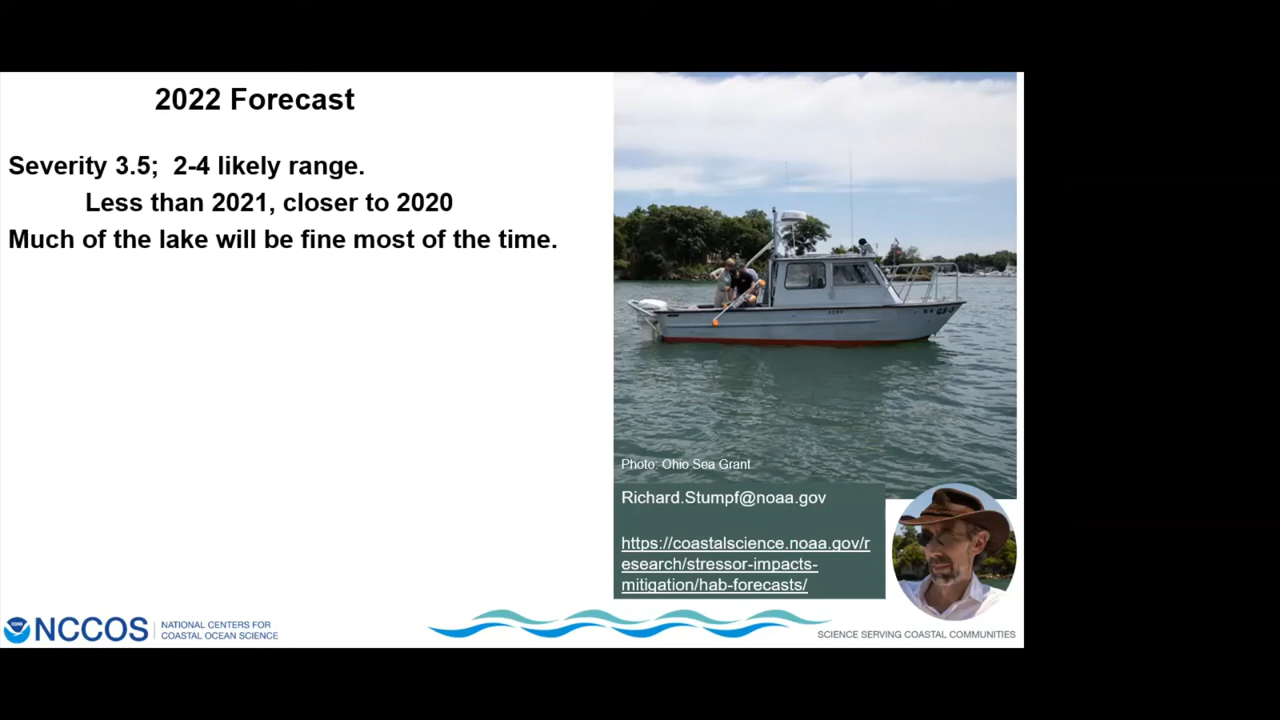 2022 Forecast
Severity 3.5; 2-4 likely range.
Less than 2021, closer to 2020
Much of the lake will be fine most of the time.
Photo: Ohio Sea Grant
Richard.Stumpf@noaa.gov
https://coastalscience.noaa.gov/r
esearch/stressor-impacts-
mitigation/hab-forecasts/
NCCOS
NATIONAL CENTERS FOR
COASTAL OCEAN SCIENCE
SCIENCE SERVING COASTAL COMMUNITIES